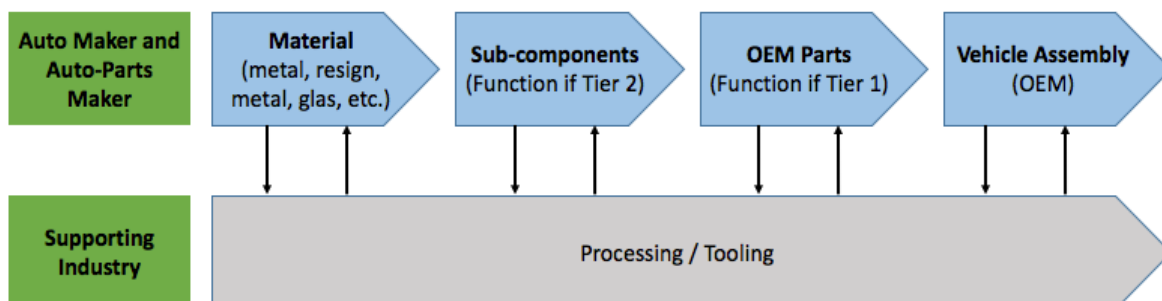 Auto Maker and
Auto-Parts
Maker
Material
(metal, resign,
metal, glas, etc.)
Sub-components
(Function if Tier 2)
OEM Parts
(Function if Tier 1)
Vehicle Assembly
(OEM)
Supporting
Industry
Processing / Tooling